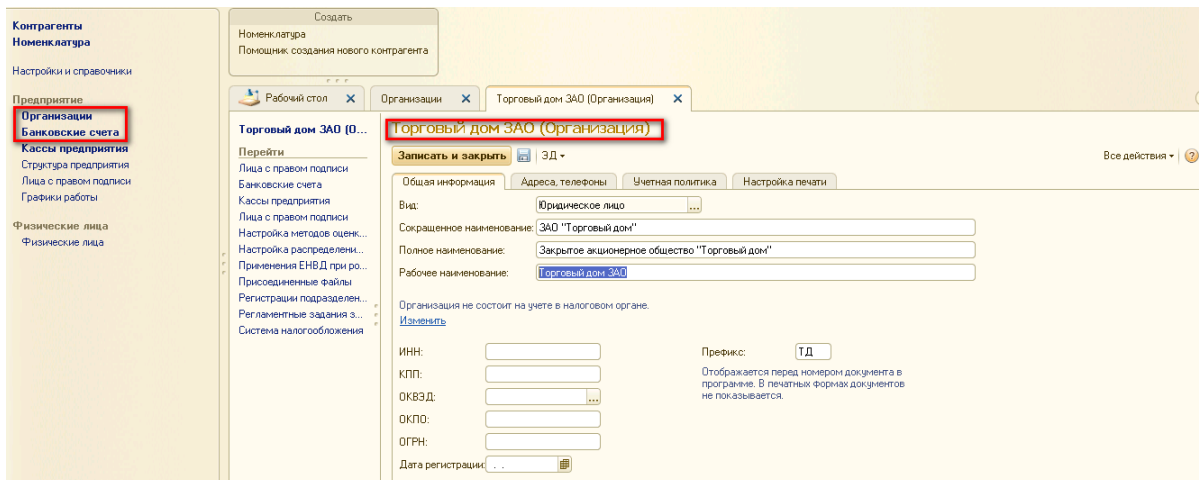 Контрагенты
Номенклатура
Настройки и справочники
Предприятие
Организации
Банковские счета
Кассы предприятия
Структура предприятия
Лица с правом подписи
Графики работы
Физические лица
Физические лица
Создать
Номенклатура
Помощник создания нового контрагента
Рабочий стол
Организации
Торговый дом ЗАО (Организация)
Торговый дом ЗАО (О...
Перейти
Лица с правом подписи
Банковские счета
Кассы предприятия
Лица с правом подписи
Настройка методов оценк...
Настройка распределени...
Применения ЕНВД при ро...
Присоединенные файлы
Регистрации подразделен...
Регламентные задания з...
Система налогообложения
Торговый дом ЗАО (Организация)
Записать и закрыть ЭД Все действия
Общая информация Адреса, телефоны Учетная политика Настройка печати
Вид: Юридическое лицо ...
Сокращенное наименование: ЗАО "Торговый дом"
Полное наименование: Закрытое акционерное общество "Торговый дом"
Рабочее наименование: Торговый дом ЗАО
Организация не состоит на учете в налоговом органе.
Изменить
ИНН: Префикс: ТД
КПП:
ОКВЭД: ...
ОКПО:
ОГРН:
Дата регистрации: . .
Отображается перед номером документа в
программе. В печатных формах документов
не показывается.